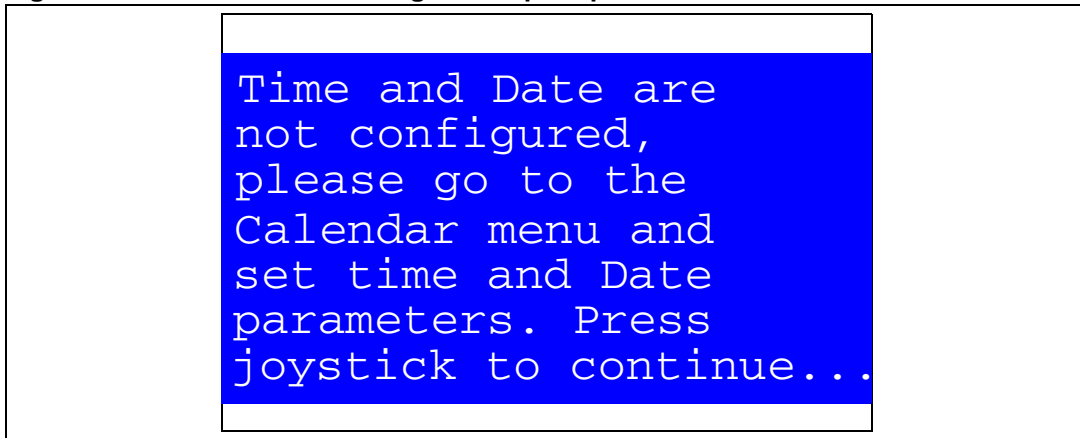 Time and Date are
not configured,
please go to the
Calendar menu and
set time and Date
parameters. Press
joystick to continue...